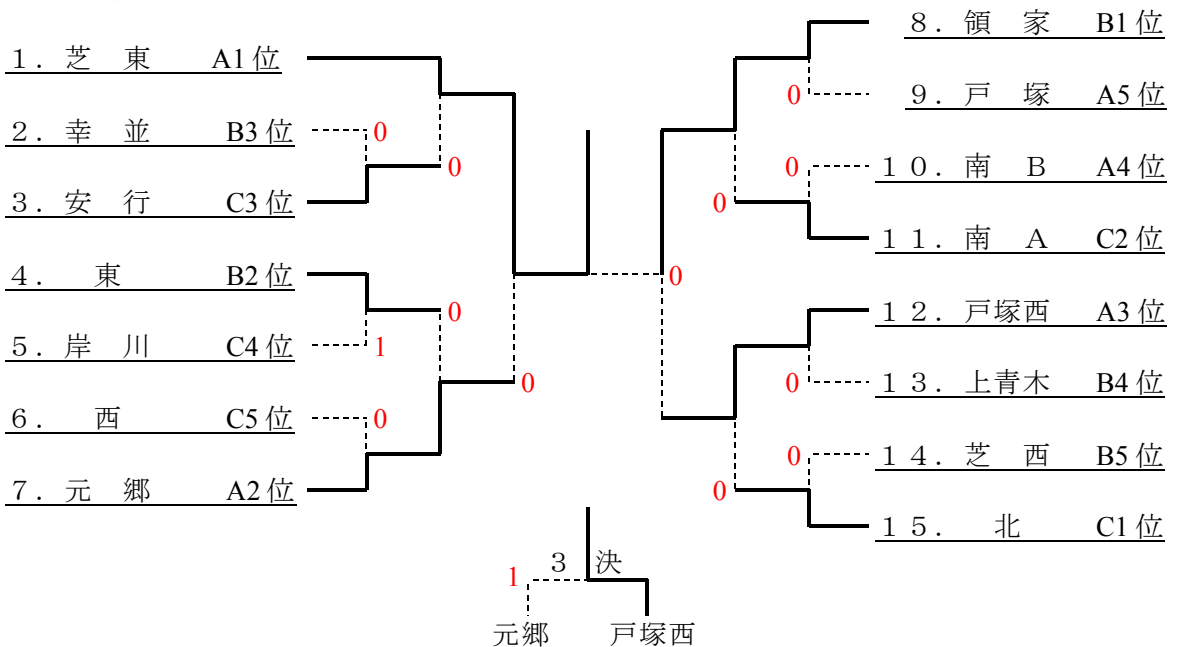 １．芝　東　A1位
２．幸　並　B3位
0
３．安　行　C3位
0
４．　東　B2位
0
５．岸　川　C4位
1
６．　西　C5位
0
７．元　郷　A2位
0
0
８．領　家　B1位
0
９．戸　塚　A5位
0
１０．南　B　A4位
0
１１．南　A　C2位
１２．戸塚西　A3位
0
１３．上青木　B4位
0
１４．芝　西　B5位
0
１５．　北　C1位
３決
1
元郷　戸塚西